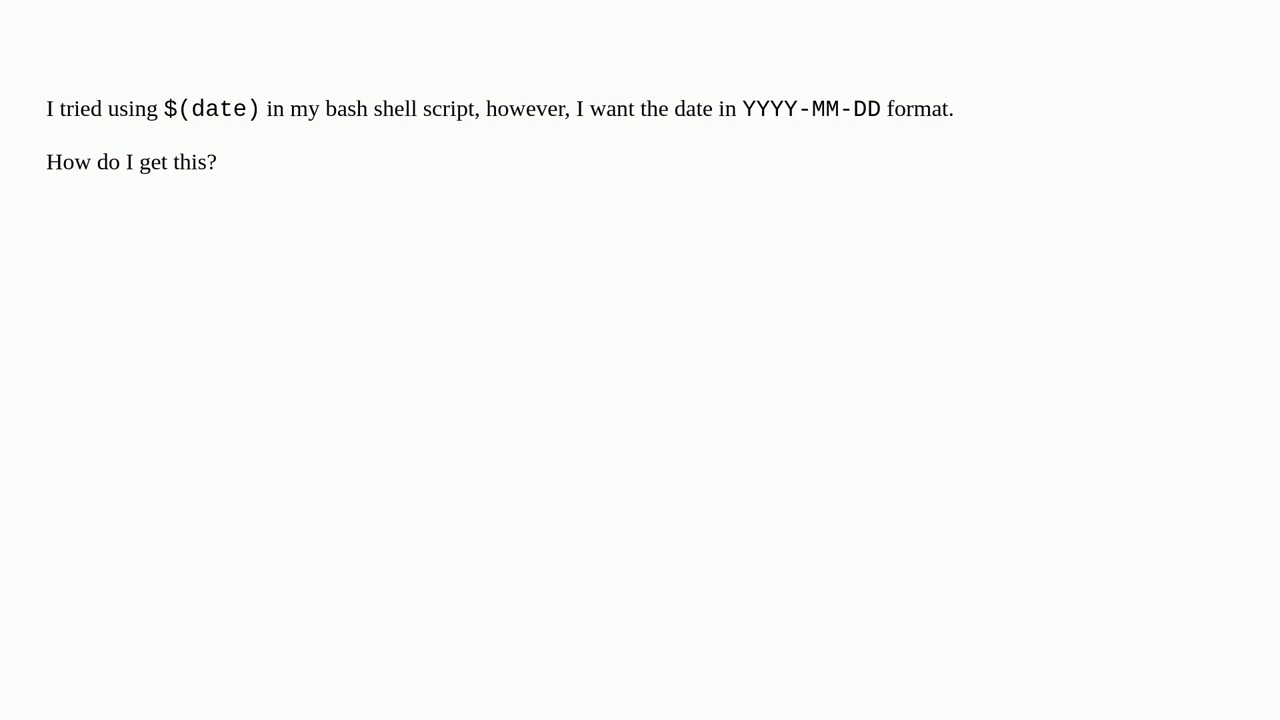 I tried using $(date) in my bash shell script, however, I want the date in YYYY-MM-DD format.
How do I get this?